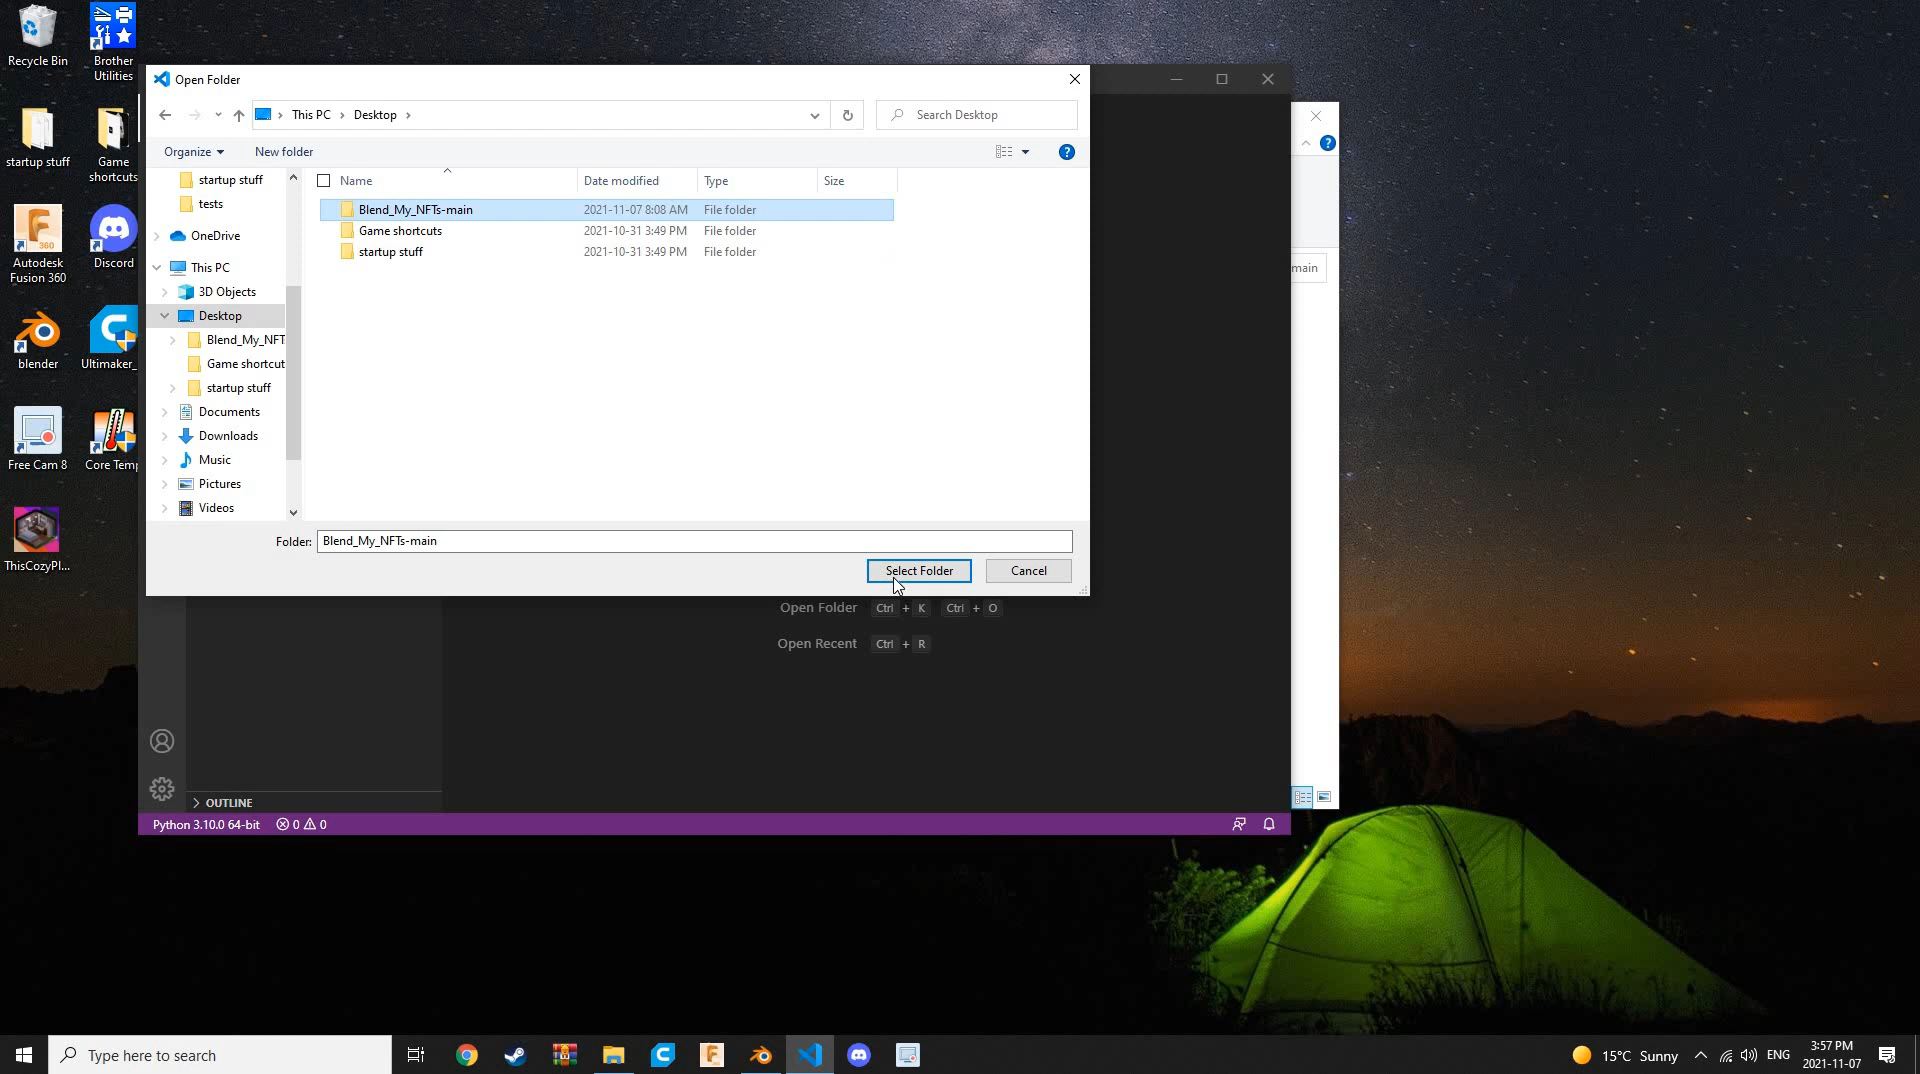 Recycle Bin
Brother
Utilities
startup stuff
Game
shortcuts
Autodesk
Fusion 360
Discord
blender
Ultimaker_
Free Cam 8
Core Temp
ThisCozyPl...
Open Folder
This PC
Desktop
Search Desktop
Organize
New folder
startup stuff
tests
OneDrive
This PC
3D Objects
Desktop
Blend_My_NFT
Game shortcut
startup stuff
Documents
Downloads
Music
Pictures
Videos
Name
Date modified
Type
Size
Blend_My_NFTs-main 2021-11-07 8:08 AM File folder
Game shortcuts 2021-10-31 3:49 PM File folder
startup stuff 2021-10-31 3:49 PM File folder
Folder: Blend_My_NFTs-main
Select Folder
Cancel
main
Open Folder Ctrl + K Ctrl + O
Open Recent Ctrl + R
OUTLINE
Python 3.10.0 64-bit 0 0
Type here to search
15°C Sunny
ENG
3:57 PM
2021-11-07